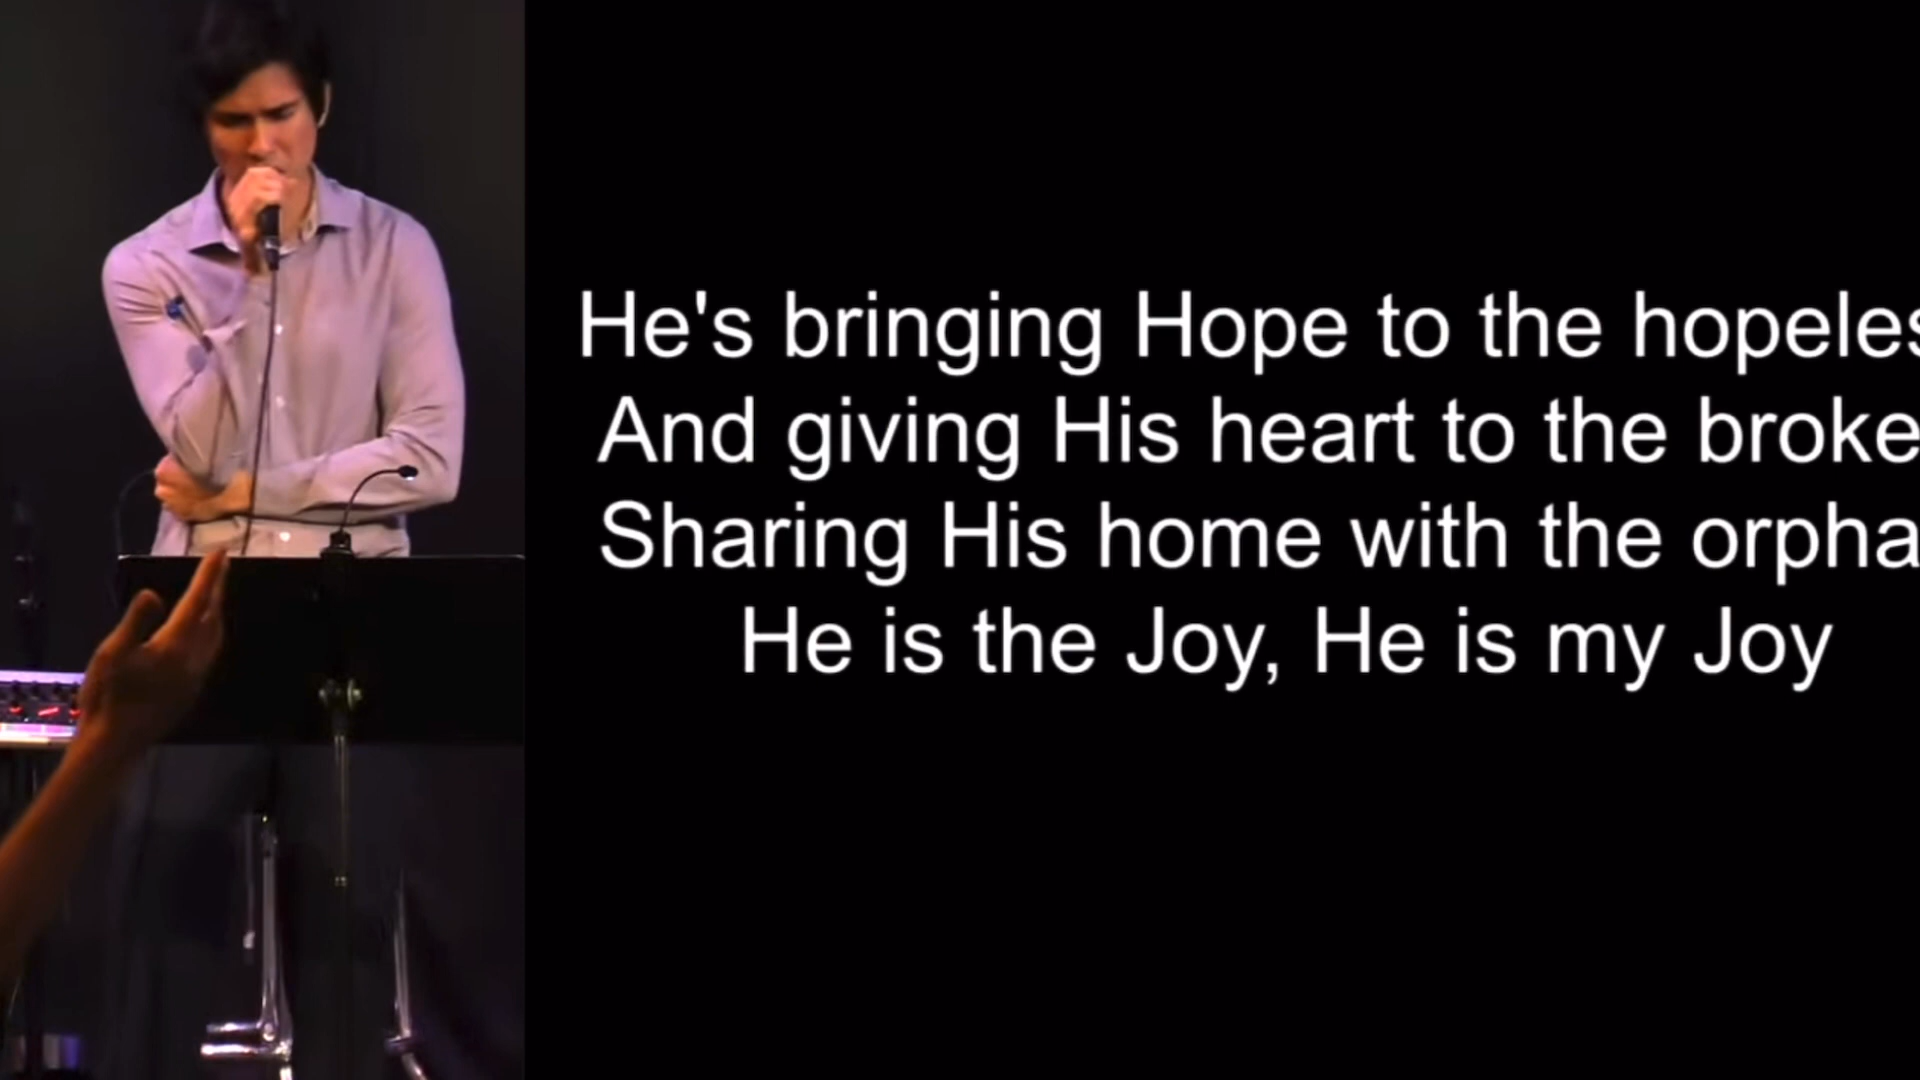 He's bringing Hope to the hopeles
And giving His heart to the broke
Sharing His home with the orpha
He is the Joy, He is my Joy